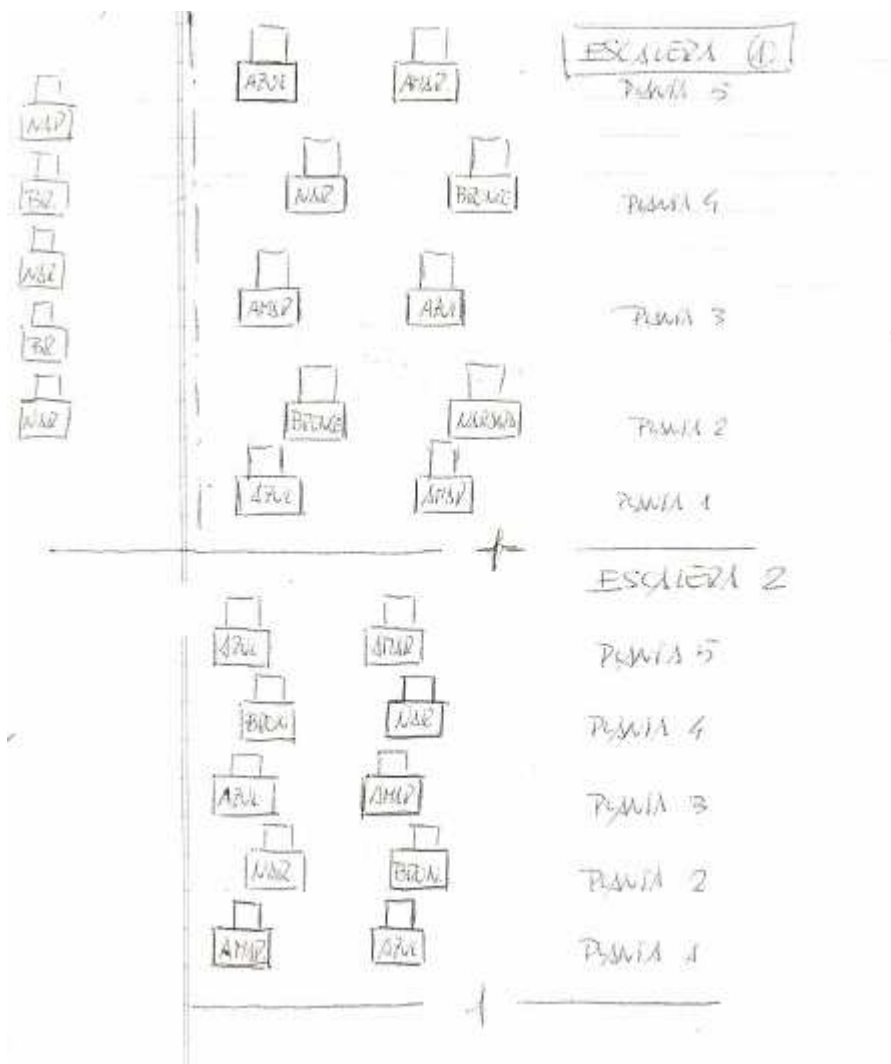 ESCALERA (1)
AZUL AMAR. PLANTA 5
NAR
BR.
NAR BRONCE PLANTA 4
NAR
AMAR AZUL PLANTA 3
BR
NAR
BRONCE NARANJA PLANTA 2
AZUL AMAR PLANTA 1
ESCALERA 2
AZUL AMAR PLANTA 5
BRON. NAR PLANTA 4
AZUL AMAR PLANTA 3
NAR BRON. PLANTA 2
AMAR AZUL PLANTA 1